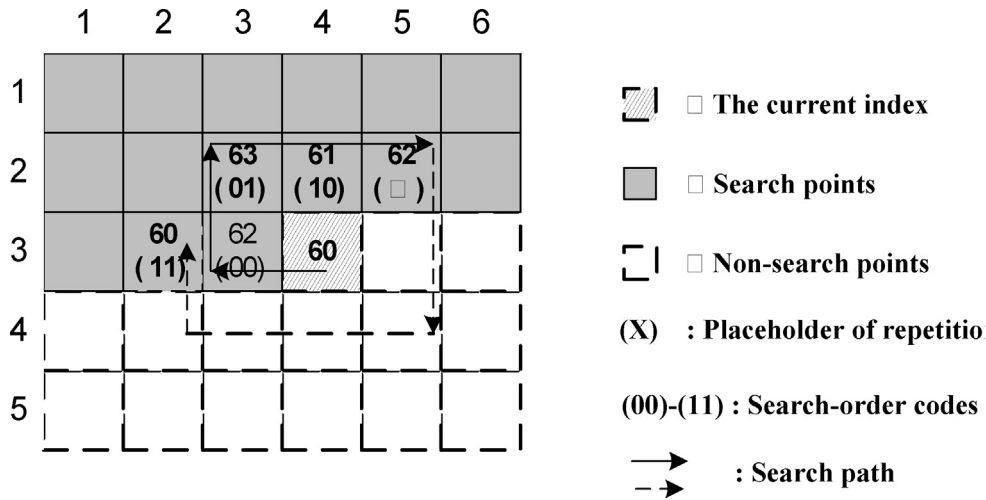 1 2 3 4 5 6
1
2 63 61 62
(01) (10) (□)
3 60 62 60
(11) (00)
4
5
□ The current index
□ Search points
□ Non-search points
(X) : Placeholder of repetitio
(00)-(11) : Search-order codes
: Search path